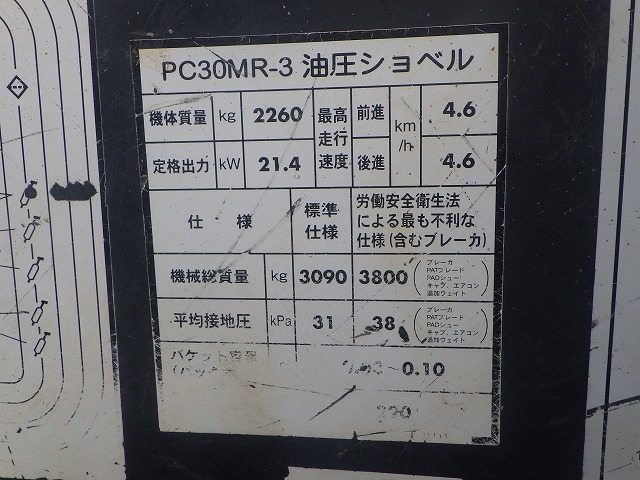 PC30MR-3 油圧ショベル
機体質量 kg 2260 最高走行速度 前進 km/h 4.6
定格出力 kW 21.4 後進 4.6
仕様 標準仕様 労働安全衛生法による最も不利な仕様(含むブレーカ)
機械総質量 kg 3090 3800 (ブレーカ PATブレード PADシュー キャブ、エアコン 追加ウェイト)
平均接地圧 kPa 31 38 (ブレーカ PATブレード PADシュー キャブ、エアコン 追加ウェイト)
バケット容量
~0.10